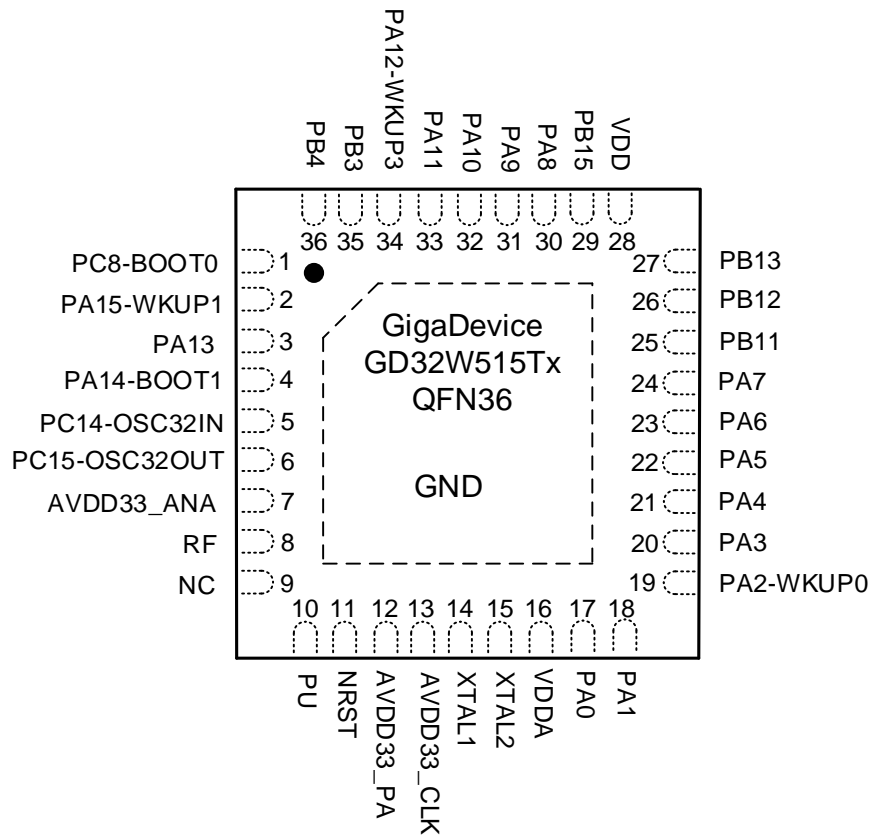 PB4
PB3
PA12-WKUP3
PA11
PA10
PA9
PA8
PB15
VDD
36 35 34 33 32 31 30 29 28
PC8-BOOT0 1
PA15-WKUP1 2
PA13 3
PA14-BOOT1 4
PC14-OSC32IN 5
PC15-OSC32OUT 6
AVDD33_ANA 7
RF 8
NC 9
GigaDevice
GD32W515Tx
QFN36
GND
27 PB13
26 PB12
25 PB11
24 PA7
23 PA6
22 PA5
21 PA4
20 PA3
19 PA2-WKUP0
10 11 12 13 14 15 16 17 18
PU
NRST
AVDD33_PA
AVDD33_CLK
XTAL1
XTAL2
VDDA
PA0
PA1